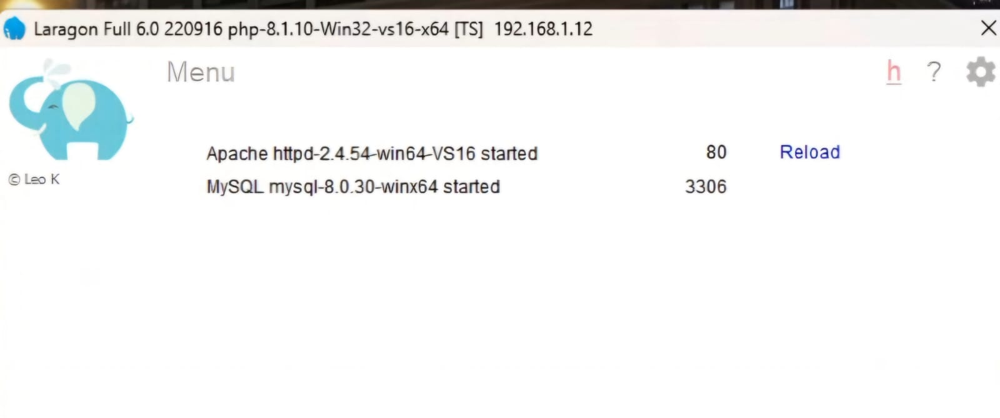 Laragon Full 6.0 220916 php-8.1.10-Win32-vs16-x64 [TS] 192.168.1.12
Menu
h ?
Apache httpd-2.4.54-win64-VS16 started 80 Reload
MySQL mysql-8.0.30-winx64 started 3306
© Leo K